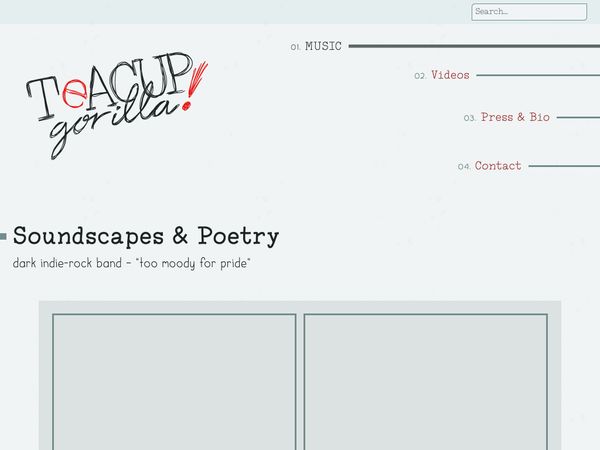 Search...
01. MUSIC
TeACUP
gorilla!
02. Videos
03. Press & Bio
04. Contact
Soundscapes & Poetry
dark indie-rock band - "too moody for pride"